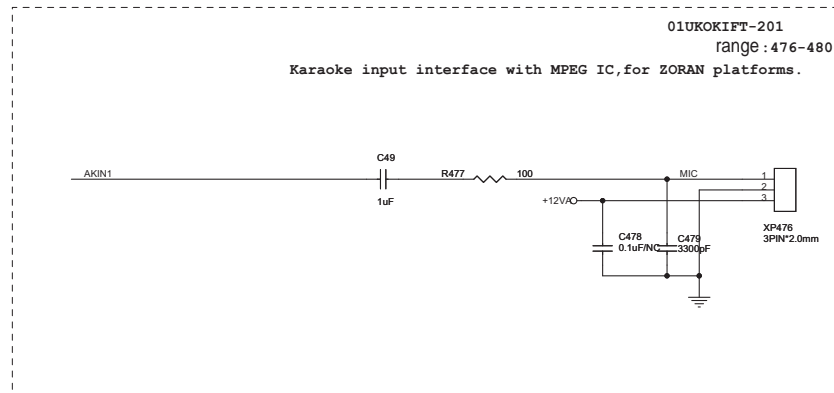 01UKOKIFT-201
range:476-480
Karaoke input interface with MPEG IC,for ZORAN platforms.
C49
AKIN1
R477
100
MIC
1
2
3
1uF
+12VA
XP476
3PIN*2.0mm
C478
0.1uF/NC
C479
3300pF